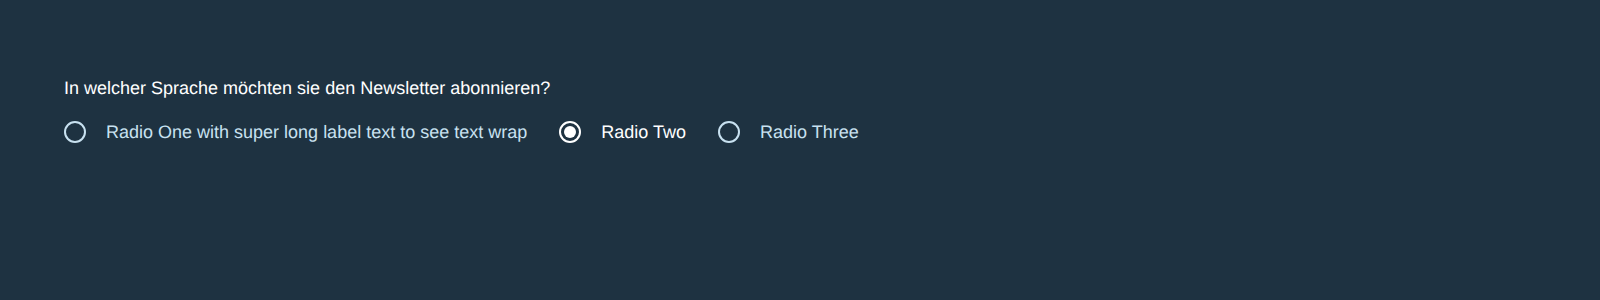 In welcher Sprache möchten sie den Newsletter abonnieren?
Radio One with super long label text to see text wrap Radio Two Radio Three